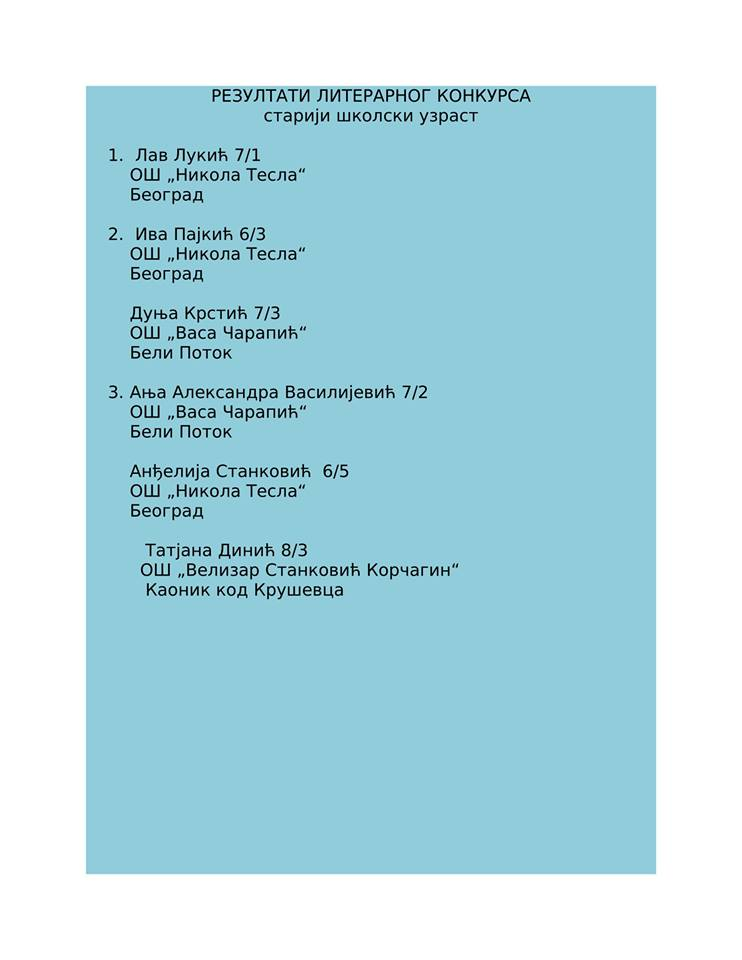 РЕЗУЛТАТИ ЛИТЕРАРНОГ КОНКУРСА
старији школски узраст
1. Лав Лукић 7/1
ОШ „Никола Тесла“
Београд
2. Ива Пајкић 6/3
ОШ „Никола Тесла“
Београд
Дуња Крстић 7/3
ОШ „Васа Чарапић“
Бели Поток
3. Ања Александра Василијевић 7/2
ОШ „Васа Чарапић“
Бели Поток
Анђелија Станковић 6/5
ОШ „Никола Тесла“
Београд
Татјана Динић 8/3
ОШ „Велизар Станковић Корчагин“
Каоник код Крушевца